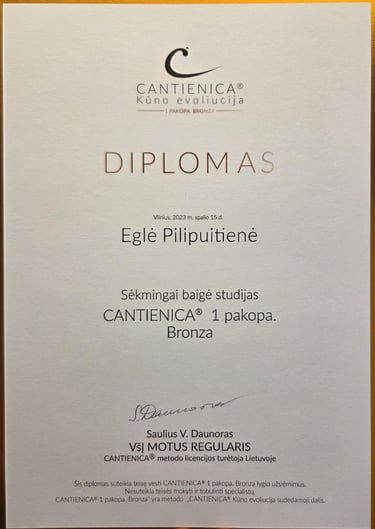 CANTIENICA®
Kūno evoliucija
1 PAKOPA. BRONZA
DIPLOMAS
Vilnius, 2023 m. spalio 15 d.
Eglė Pilipuitienė
Sėkmingai baigė studijas
CANTIENICA® 1 pakopa.
Bronza
S.Daunoras
Saulius V. Daunoras
VšĮ MOTUS REGULARIS
CANTIENICA® metodo licencijos turėtoja Lietuvoje
Šis diplomas suteikia teisę vesti CANTIENICA® 1 pakopa. Bronza lygio užsiėmimus.
Nesuteikia teisės mokyti ir tobulinti specialistų.
CANTIENICA® 1 pakopa. Bronza" yra metodo „CANTIENICA® Kūno evoliucija sudedamoji dalis.